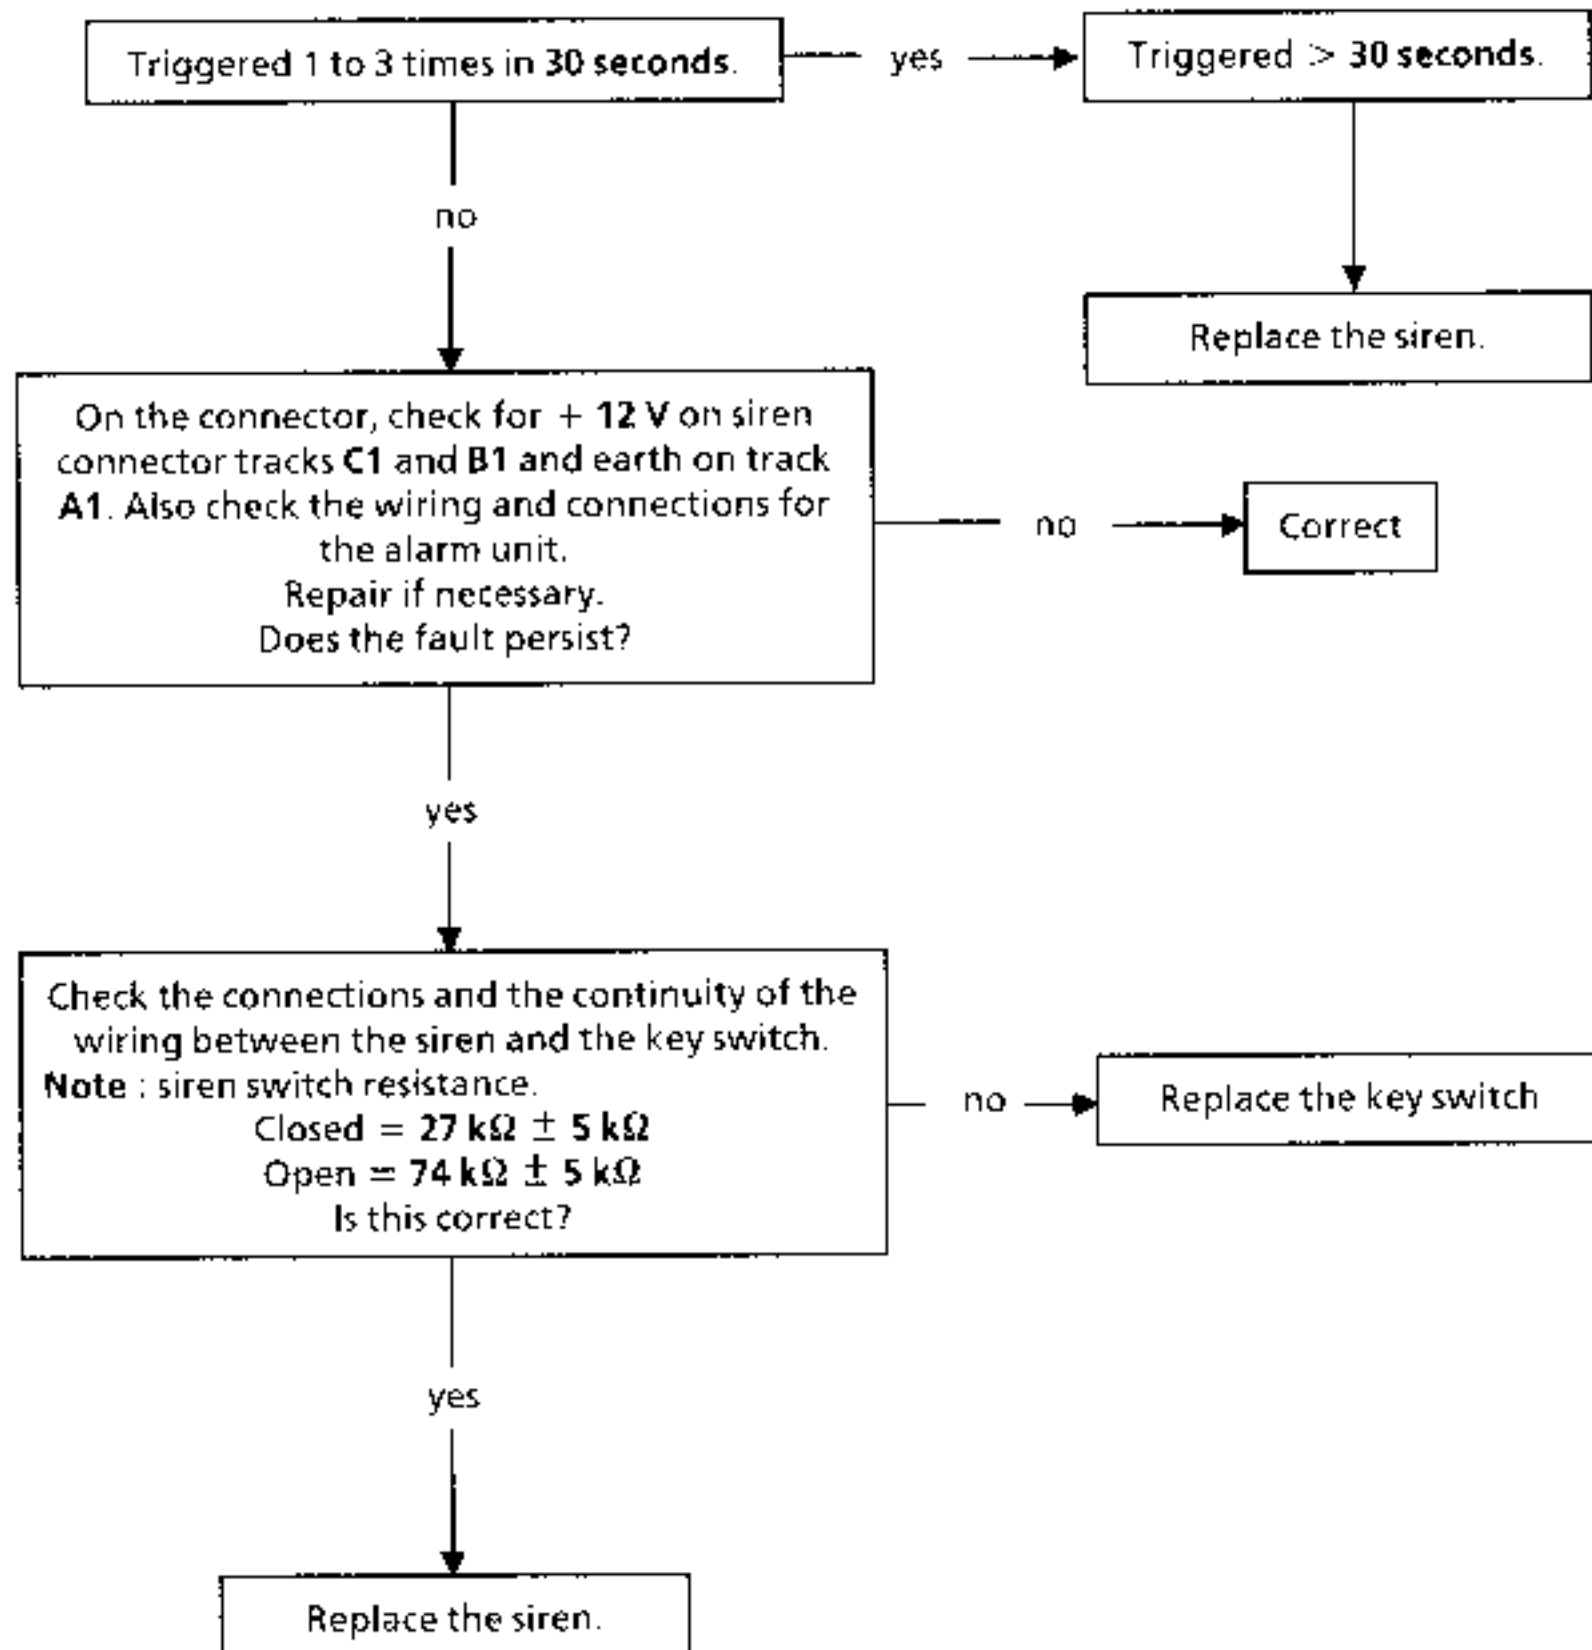 Triggered 1 to 3 times in 30 seconds.
yes
Triggered > 30 seconds.
no
Replace the siren.
On the connector, check for + 12 V on siren
connector tracks C1 and B1 and earth on track
A1. Also check the wiring and connections for
the alarm unit.
Repair if necessary.
Does the fault persist?
no
Correct
yes
Check the connections and the continuity of the
wiring between the siren and the key switch.
Note : siren switch resistance.
Closed = 27 kΩ ± 5 kΩ
Open = 74 kΩ ± 5 kΩ
Is this correct?
no
Replace the key switch
yes
Replace the siren.